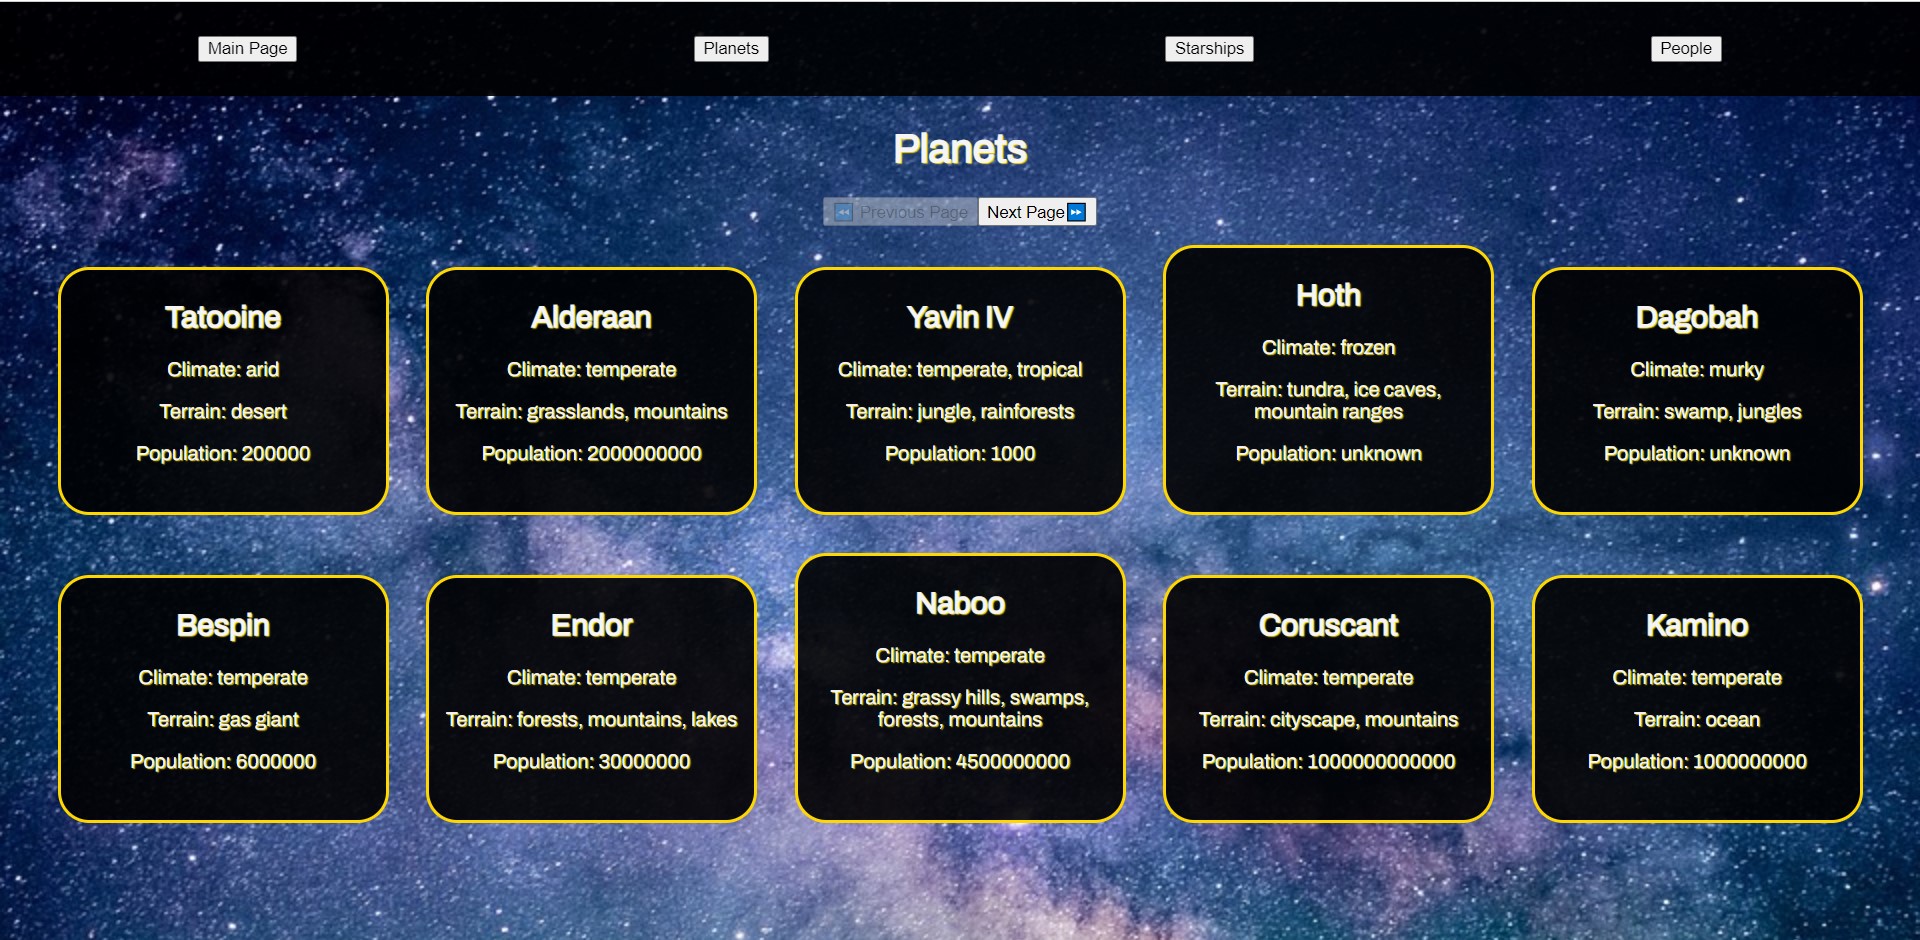 Main Page
Planets
Starships
People
Planets
⏪ Previous Page
Next Page⏩
Tatooine
Climate: arid
Terrain: desert
Population: 200000
Alderaan
Climate: temperate
Terrain: grasslands, mountains
Population: 2000000000
Yavin IV
Climate: temperate, tropical
Terrain: jungle, rainforests
Population: 1000
Hoth
Climate: frozen
Terrain: tundra, ice caves,
mountain ranges
Population: unknown
Dagobah
Climate: murky
Terrain: swamp, jungles
Population: unknown
Bespin
Climate: temperate
Terrain: gas giant
Population: 6000000
Endor
Climate: temperate
Terrain: forests, mountains, lakes
Population: 30000000
Naboo
Climate: temperate
Terrain: grassy hills, swamps,
forests, mountains
Population: 4500000000
Coruscant
Climate: temperate
Terrain: cityscape, mountains
Population: 1000000000000
Kamino
Climate: temperate
Terrain: ocean
Population: 1000000000